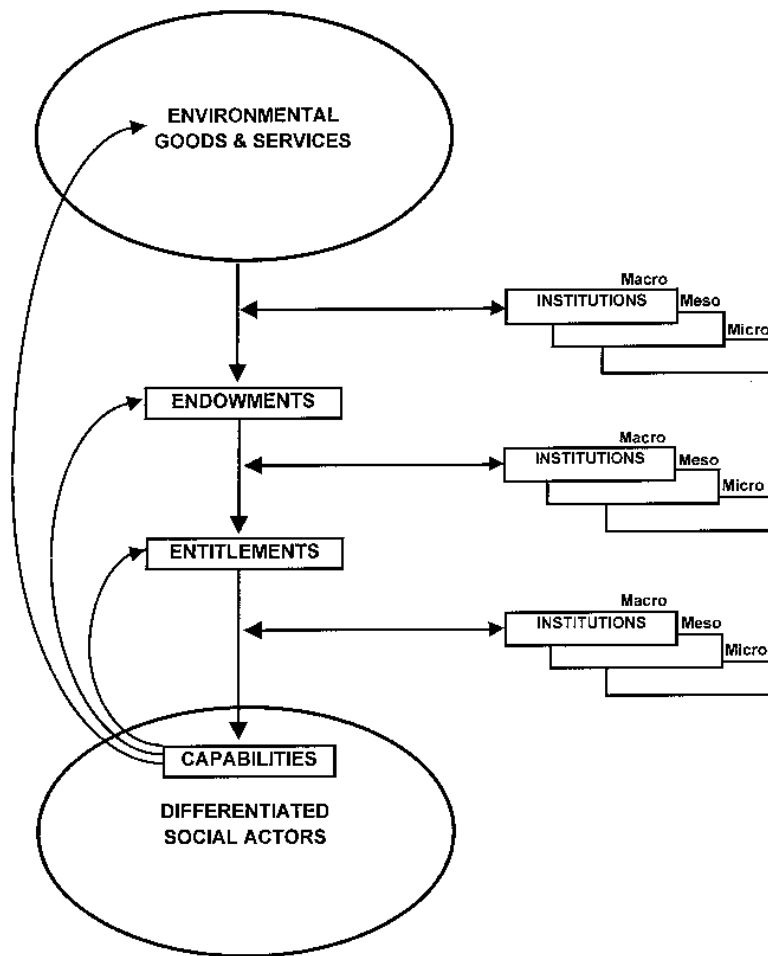 ENVIRONMENTAL
GOODS & SERVICES
Macro
INSTITUTIONS
Meso
Micro
ENDOWMENTS
Macro
INSTITUTIONS
Meso
Micro
ENTITLEMENTS
Macro
INSTITUTIONS
Meso
Micro
CAPABILITIES
DIFFERENTIATED
SOCIAL ACTORS